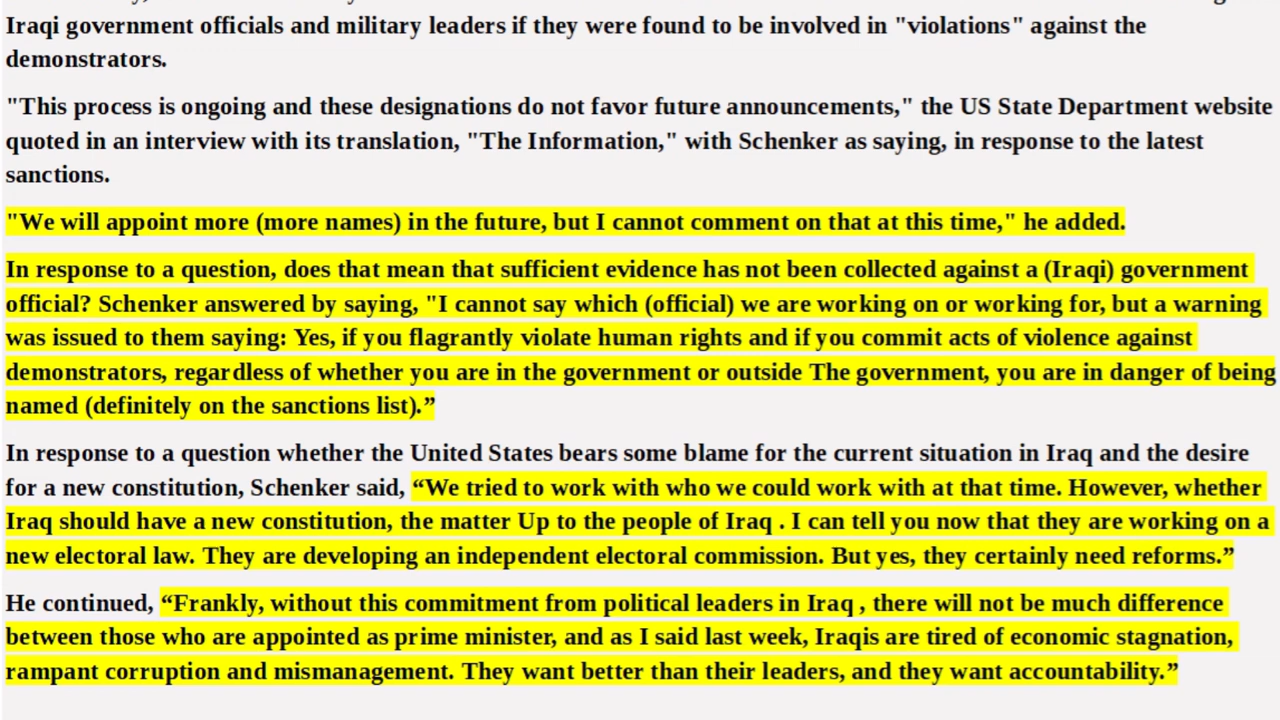 Iraqi government officials and military leaders if they were found to be involved in "violations" against the
demonstrators.
"This process is ongoing and these designations do not favor future announcements," the US State Department website
quoted in an interview with its translation, "The Information," with Schenker as saying, in response to the latest
sanctions.
"We will appoint more (more names) in the future, but I cannot comment on that at this time," he added.
In response to a question, does that mean that sufficient evidence has not been collected against a (Iraqi) government
official? Schenker answered by saying, "I cannot say which (official) we are working on or working for, but a warning
was issued to them saying: Yes, if you flagrantly violate human rights and if you commit acts of violence against
demonstrators, regardless of whether you are in the government or outside The government, you are in danger of being
named (definitely on the sanctions list).”
In response to a question whether the United States bears some blame for the current situation in Iraq and the desire
for a new constitution, Schenker said, “We tried to work with who we could work with at that time. However, whether
Iraq should have a new constitution, the matter Up to the people of Iraq . I can tell you now that they are working on a
new electoral law. They are developing an independent electoral commission. But yes, they certainly need reforms.”
He continued, “Frankly, without this commitment from political leaders in Iraq , there will not be much difference
between those who are appointed as prime minister, and as I said last week, Iraqis are tired of economic stagnation,
rampant corruption and mismanagement. They want better than their leaders, and they want accountability.”